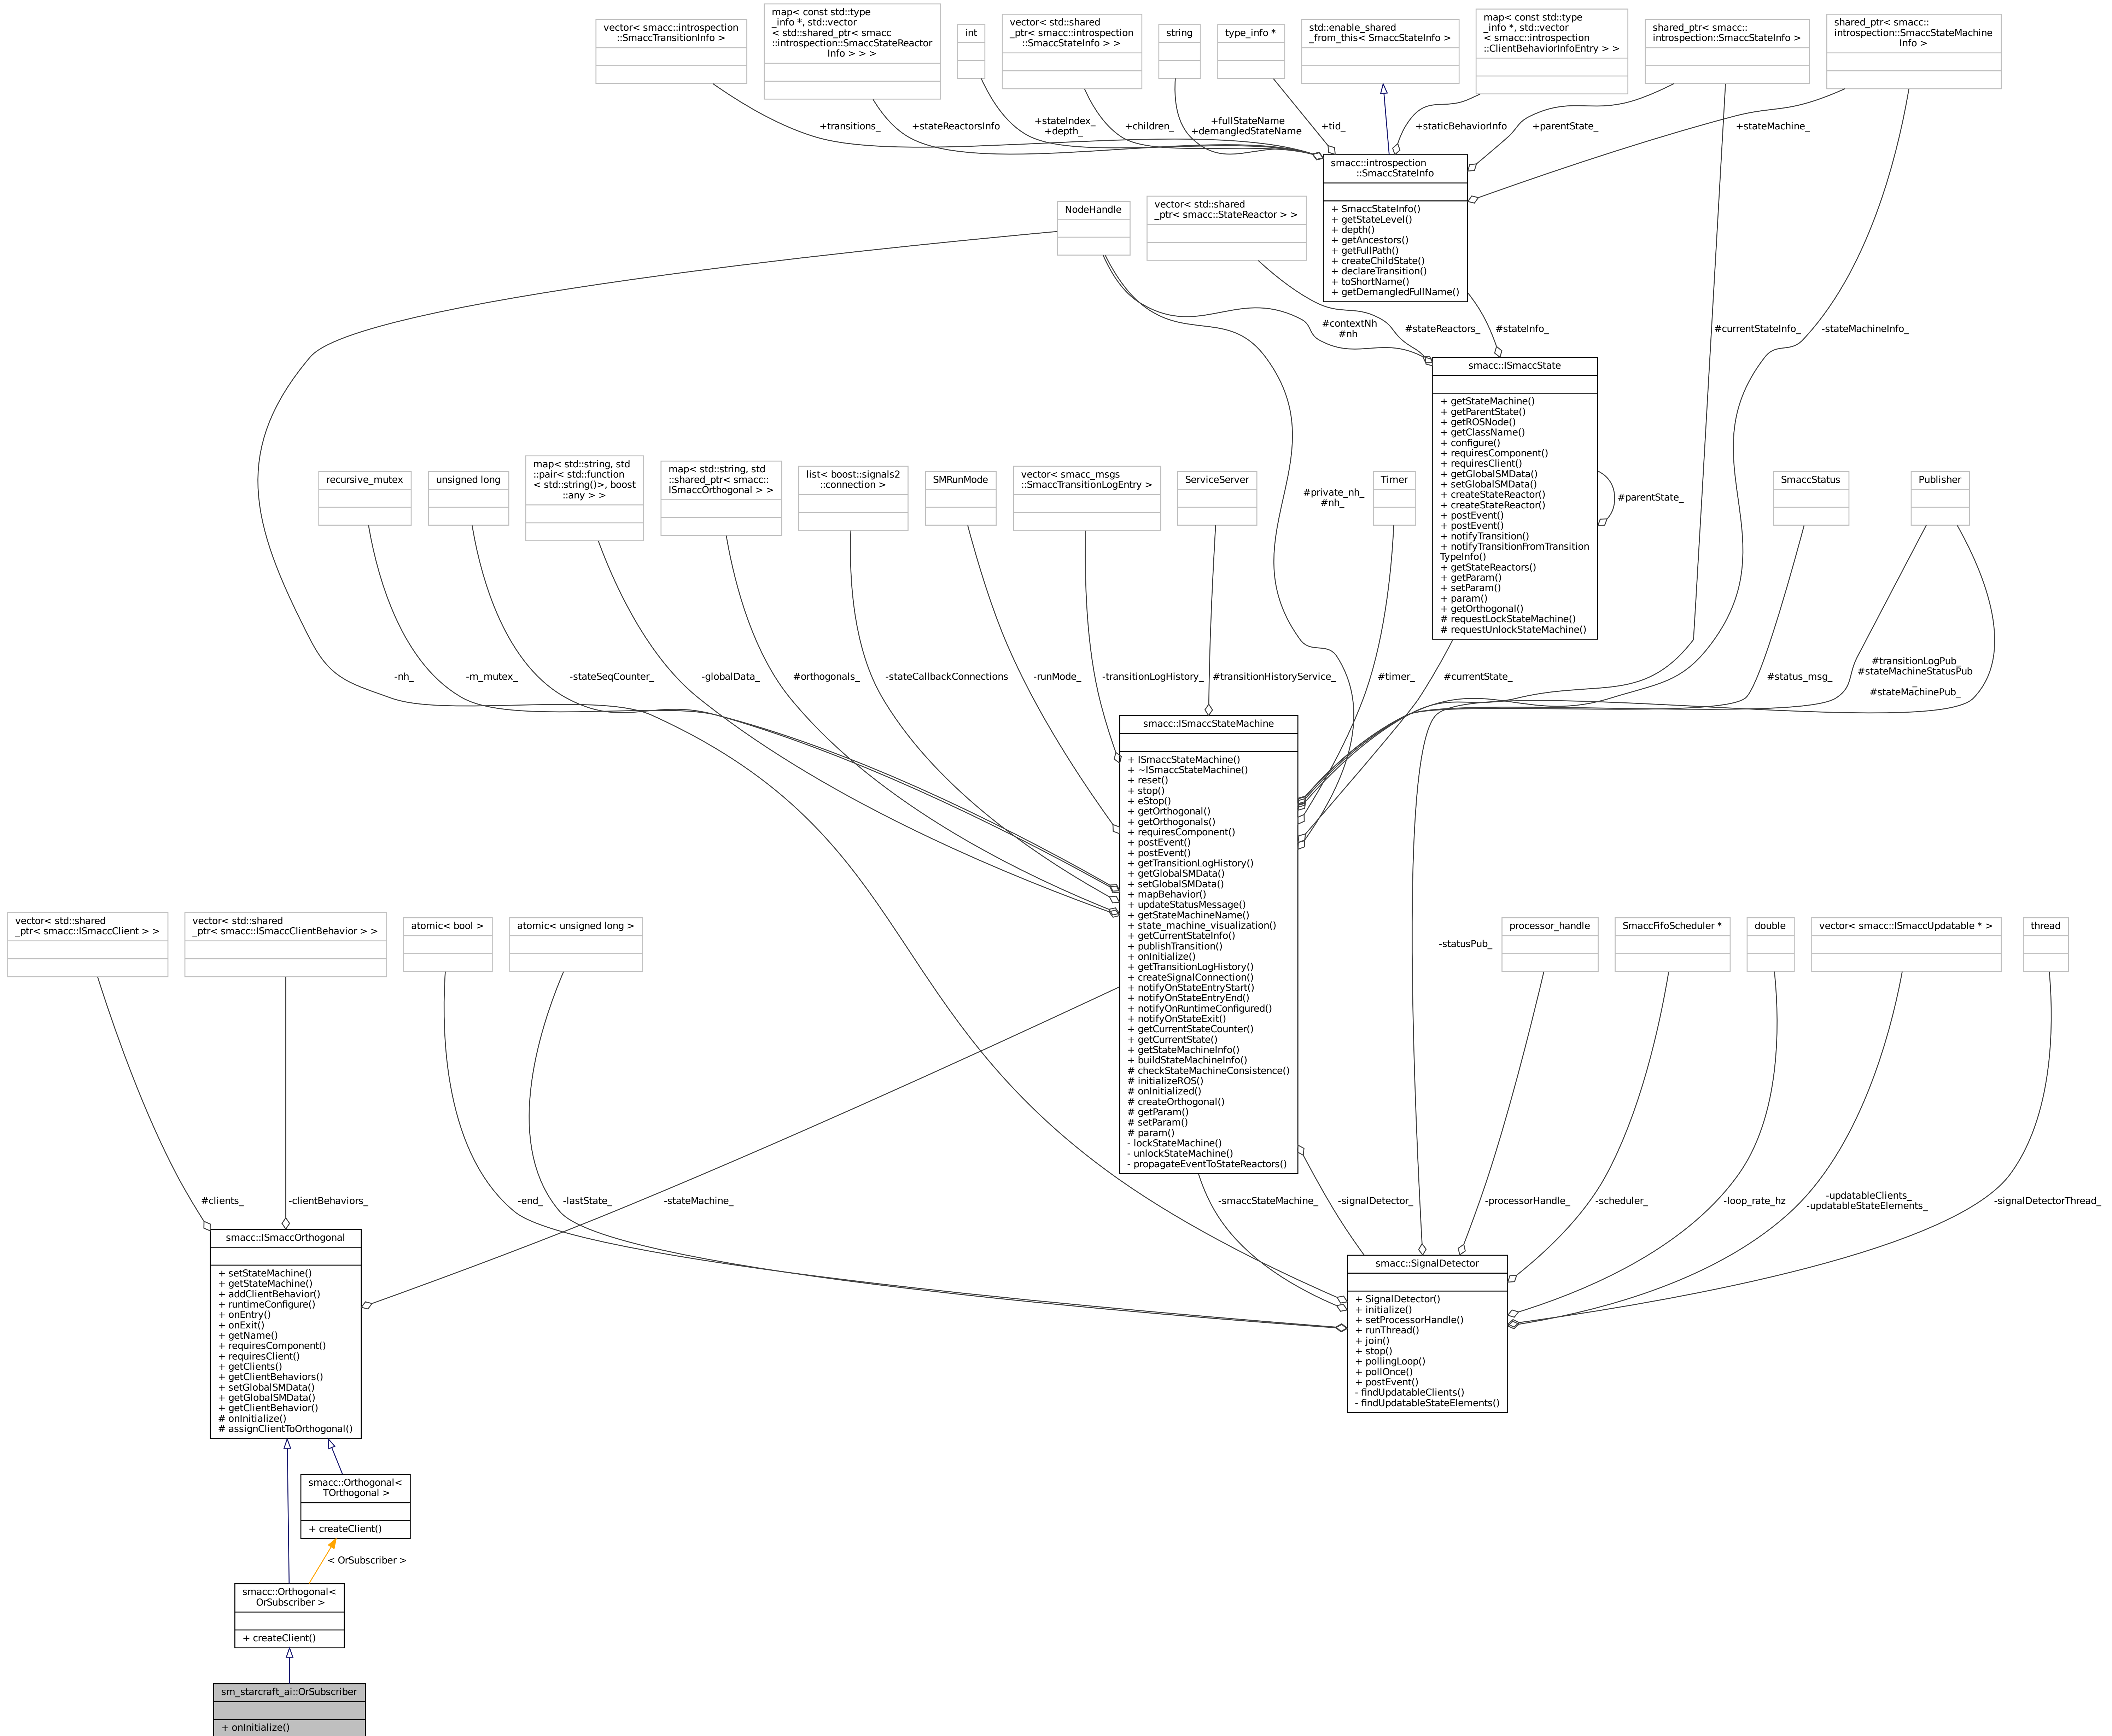 vector< smacc::introspection
::SmaccTransitionInfo >
map< const std::type
_info *, std::vector
< std::shared_ptr< smacc
::introspection::SmaccStateReactor
Info > > >
int
vector< std::shared
_ptr< smacc::introspection
::SmaccStateInfo > >
string
type_info *
std::enable_shared
_from_this< SmaccStateInfo >
map< const std::type
_info *, std::vector
< smacc::introspection
::ClientBehaviorInfoEntry > >
shared_ptr< smacc::
introspection::SmaccStateInfo >
shared_ptr< smacc::
introspection::SmaccStateMachine
Info >
+transitions_
+stateReactorsInfo
+stateIndex_
+depth_
+children_
+fullStateName
+demangledStateName
+tid_
+staticBehaviorInfo
+parentState_
+stateMachine_
smacc::introspection
::SmaccStateInfo
+ SmaccStateInfo()
+ getStateLevel()
+ depth()
+ getAncestors()
+ getFullPath()
+ createChildState()
+ declareTransition()
+ toShortName()
+ getDemangledFullName()
NodeHandle
vector< std::shared
_ptr< smacc::StateReactor > >
#contextNh
#nh
#stateReactors_
#stateInfo_
#currentStateInfo_
-stateMachineInfo_
smacc::ISmaccState
+ getStateMachine()
+ getParentState()
+ getROSNode()
+ getClassName()
+ configure()
+ requiresComponent()
+ requiresClient()
+ getGlobalSMData()
+ setGlobalSMData()
+ createStateReactor()
+ createStateReactor()
+ postEvent()
+ postEvent()
+ notifyTransition()
+ notifyTransitionFromTransition
TypeInfo()
+ getStateReactors()
+ getParam()
+ setParam()
+ param()
+ getOrthogonal()
# requestLockStateMachine()
# requestUnlockStateMachine()
#parentState_
recursive_mutex
unsigned long
map< std::string, std
::pair< std::function
< std::string()>, boost
::any > >
map< std::string, std
::shared_ptr< smacc::
ISmaccOrthogonal > >
list< boost::signals2
::connection >
SMRunMode
vector< smacc_msgs
::SmaccTransitionLogEntry >
ServiceServer
#private_nh_
#nh_
Timer
SmaccStatus
Publisher
-nh_
-m_mutex_
-stateSeqCounter_
-globalData_
#orthogonals_
-stateCallbackConnections
-runMode_
-transitionLogHistory_
#transitionHistoryService_
#timer_
#currentState_
#status_msg_
#transitionLogPub_
#stateMachineStatusPub
_
#stateMachinePub_
smacc::ISmaccStateMachine
+ ISmaccStateMachine()
+ ~ISmaccStateMachine()
+ reset()
+ stop()
+ eStop()
+ getOrthogonal()
+ getOrthogonals()
+ requiresComponent()
+ postEvent()
+ postEvent()
+ getTransitionLogHistory()
+ getGlobalSMData()
+ setGlobalSMData()
+ mapBehavior()
+ updateStatusMessage()
+ getStateMachineName()
+ state_machine_visualization()
+ getCurrentStateInfo()
+ publishTransition()
+ onInitialize()
+ getTransitionLogHistory()
+ createSignalConnection()
+ notifyOnStateEntryStart()
+ notifyOnStateEntryEnd()
+ notifyOnRuntimeConfigured()
+ notifyOnStateExit()
+ getCurrentStateCounter()
+ getCurrentState()
+ getStateMachineInfo()
+ buildStateMachineInfo()
# checkStateMachineConsistence()
# initializeROS()
# onInitialized()
# createOrthogonal()
# getParam()
# setParam()
# param()
- lockStateMachine()
- unlockStateMachine()
- propagateEventToStateReactors()
vector< std::shared
_ptr< smacc::ISmaccClient > >
vector< std::shared
_ptr< smacc::ISmaccClientBehavior > >
atomic< bool >
atomic< unsigned long >
-statusPub_
processor_handle
SmaccFifoScheduler *
double
vector< smacc::ISmaccUpdatable * >
thread
#clients_
-clientBehaviors_
-end_
-lastState_
-stateMachine_
-smaccStateMachine_
-signalDetector_
-processorHandle_
-scheduler_
-loop_rate_hz
-updatableClients_
-updatableStateElements_
-signalDetectorThread_
smacc::ISmaccOrthogonal
+ setStateMachine()
+ getStateMachine()
+ addClientBehavior()
+ runtimeConfigure()
+ onEntry()
+ onExit()
+ getName()
+ requiresComponent()
+ requiresClient()
+ getClients()
+ getClientBehaviors()
+ setGlobalSMData()
+ getGlobalSMData()
+ getClientBehavior()
# onInitialize()
# assignClientToOrthogonal()
smacc::SignalDetector
+ SignalDetector()
+ initialize()
+ setProcessorHandle()
+ runThread()
+ join()
+ stop()
+ pollingLoop()
+ pollOnce()
+ postEvent()
- findUpdatableClients()
- findUpdatableStateElements()
smacc::Orthogonal<
TOrthogonal >
+ createClient()
< OrSubscriber >
smacc::Orthogonal<
OrSubscriber >
+ createClient()
sm_starcraft_ai::OrSubscriber
+ onInitialize()